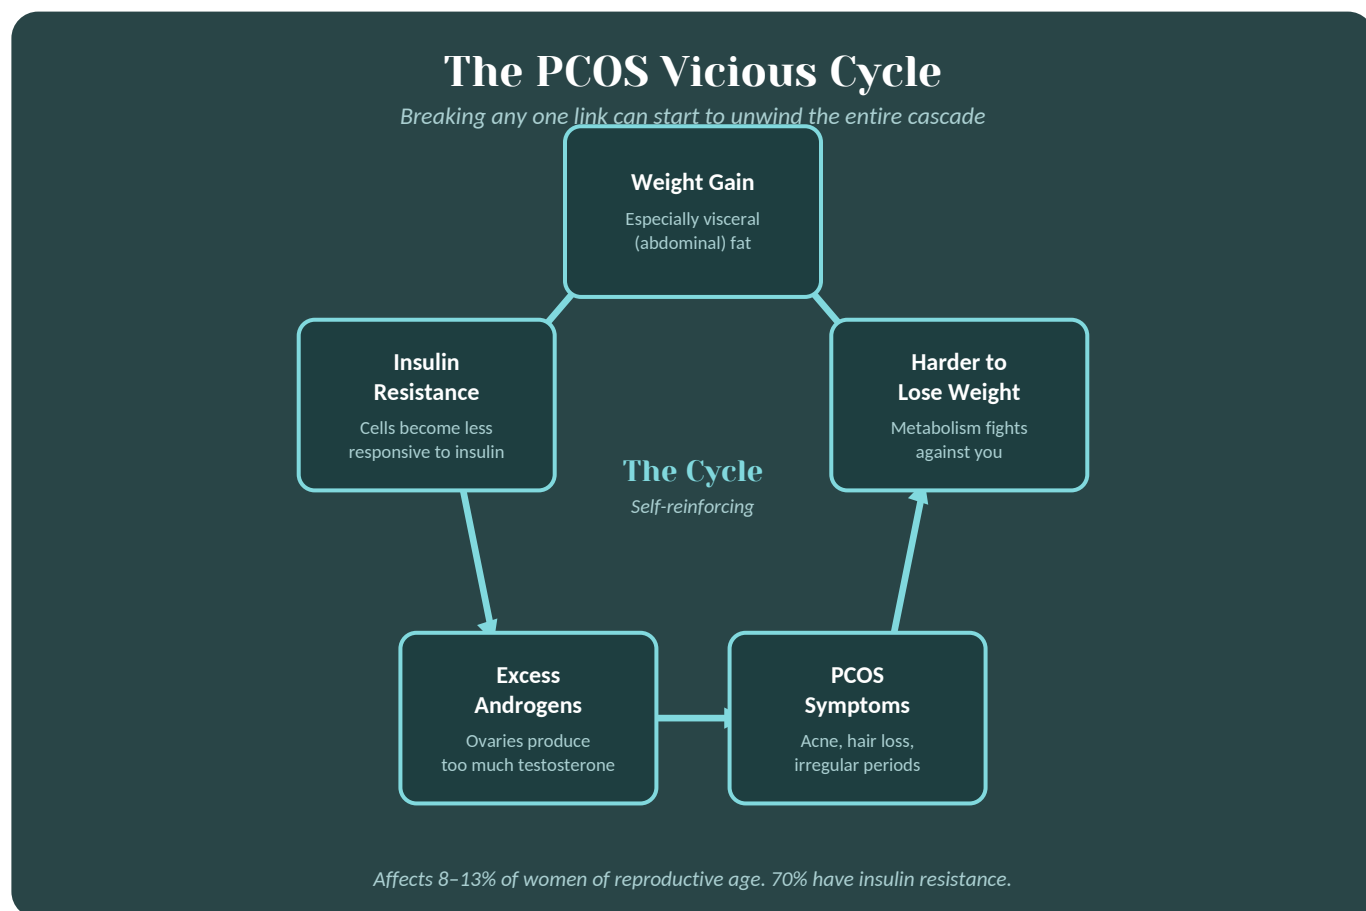 The PCOS Vicious Cycle
Breaking any one link can start to unwind the entire cascade
Weight Gain
Especially visceral
(abdominal) fat
Insulin
Resistance
Cells become less
responsive to insulin
Harder to
Lose Weight
Metabolism fights
against you
The Cycle
Self-reinforcing
Excess
Androgens
Ovaries produce
too much testosterone
PCOS
Symptoms
Acne, hair loss,
irregular periods
Affects 8–13% of women of reproductive age. 70% have insulin resistance.